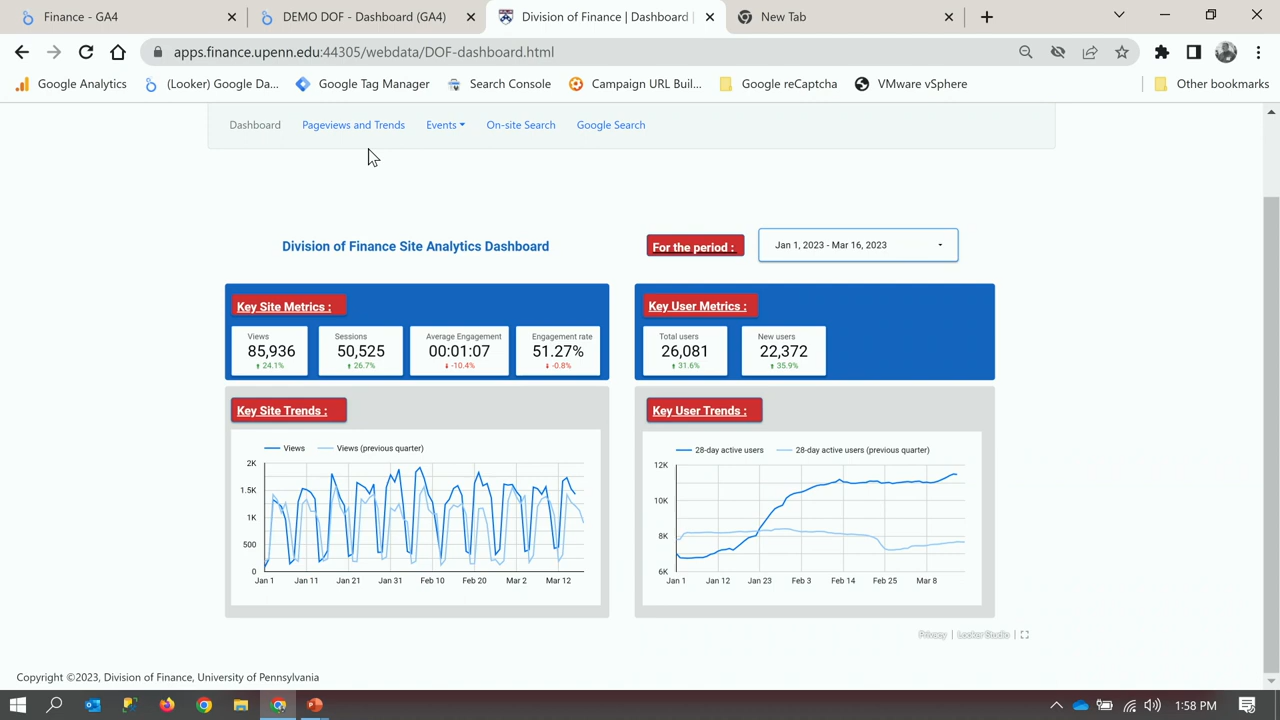 Finance - GA4
DEMO DOF - Dashboard (GA4)
Division of Finance | Dashboard |
New Tab
apps.finance.upenn.edu:44305/webdata/DOF-dashboard.html
Google Analytics
(Looker) Google Da...
Google Tag Manager
Search Console
Campaign URL Buil...
Google reCaptcha
VMware vSphere
Other bookmarks
Dashboard
Pageviews and Trends
Events
On-site Search
Google Search
Division of Finance Site Analytics Dashboard
For the period :
Jan 1, 2023 - Mar 16, 2023
Key Site Metrics :
Views
85,936
24.1%
Sessions
50,525
26.7%
Average Engagement
00:01:07
-10.4%
Engagement rate
51.27%
-0.8%
Key User Metrics :
Total users
26,081
31.6%
New users
22,372
35.9%
Key Site Trends :
Views
Views (previous quarter)
2K
1.5K
1K
500
0
Jan 1
Jan 11
Jan 21
Jan 31
Feb 10
Feb 20
Mar 2
Mar 12
Key User Trends :
28-day active users
28-day active users (previous quarter)
12K
10K
8K
6K
Jan 1
Jan 12
Jan 23
Feb 3
Feb 14
Feb 25
Mar 8
Privacy
Looker Studio
Copyright ©2023, Division of Finance, University of Pennsylvania
1:58 PM